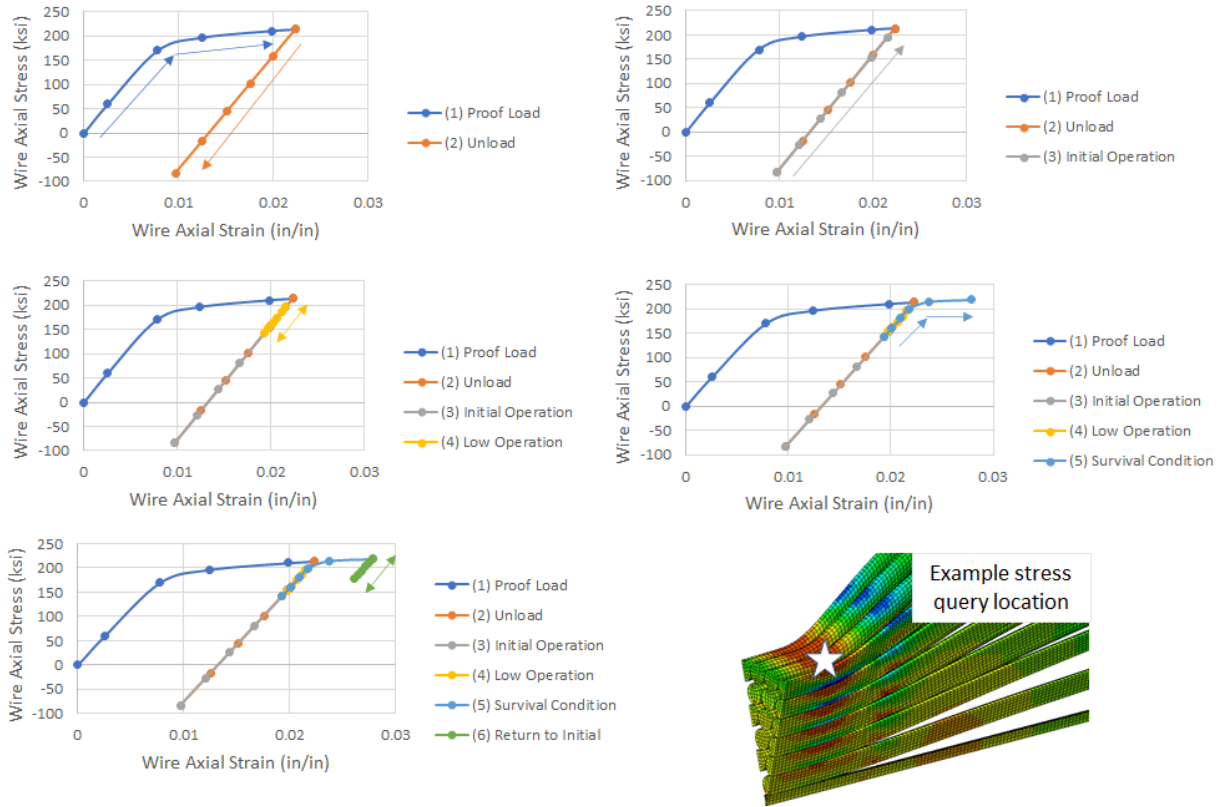 250
200
150
100
50
0
-50
-100
0
0.01
0.02
0.03
Wire Axial Stress (ksi)
Wire Axial Strain (in/in)
(1) Proof Load
(2) Unload
250
200
150
100
50
0
-50
-100
0
0.01
0.02
0.03
Wire Axial Stress (ksi)
Wire Axial Strain (in/in)
(1) Proof Load
(2) Unload
(3) Initial Operation
250
200
150
100
50
0
-50
-100
0
0.01
0.02
0.03
Wire Axial Stress (ksi)
Wire Axial Strain (in/in)
(1) Proof Load
(2) Unload
(3) Initial Operation
(4) Low Operation
250
200
150
100
50
0
-50
-100
0
0.01
0.02
0.03
Wire Axial Stress (ksi)
Wire Axial Strain (in/in)
(1) Proof Load
(2) Unload
(3) Initial Operation
(4) Low Operation
(5) Survival Condition
250
200
150
100
50
0
-50
-100
0
0.01
0.02
0.03
Wire Axial Stress (ksi)
Wire Axial Strain (in/in)
(1) Proof Load
(2) Unload
(3) Initial Operation
(4) Low Operation
(5) Survival Condition
(6) Return to Initial
Example stress
query location